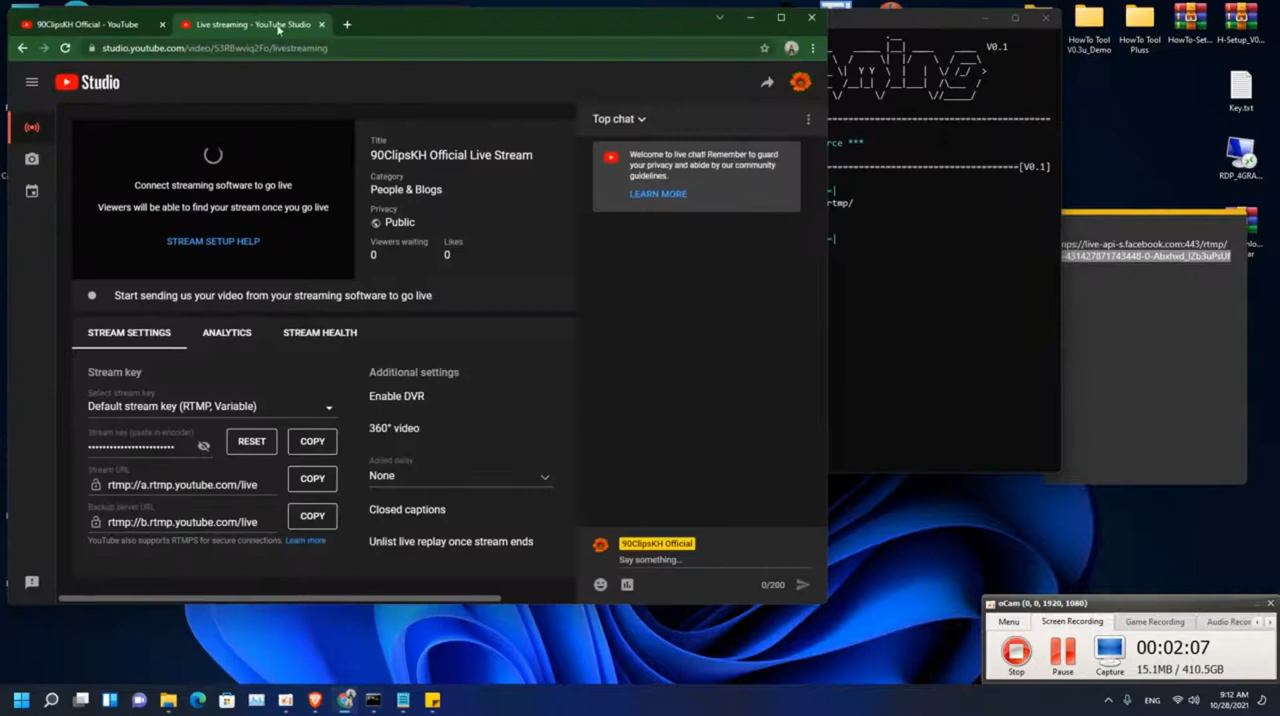 90ClipsKH Official - YouTube
Live streaming - YouTube Studio
studio.youtube.com/video/53RBwviq2Fo/livestreaming
Studio
Connect streaming software to go live
Viewers will be able to find your stream once you go live
STREAM SETUP HELP
Title
90ClipsKH Official Live Stream
Category
People & Blogs
Privacy
Public
Viewers waiting
Likes
0
0
Start sending us your video from your streaming software to go live
STREAM SETTINGS
ANALYTICS
STREAM HEALTH
Stream key
Select stream key
Default stream key (RTMP, Variable)
Stream key (paste in encoder)
RESET
COPY
Stream URL
rtmp://a.rtmp.youtube.com/live
COPY
Backup server URL
rtmp://b.rtmp.youtube.com/live
COPY
YouTube also supports RTMPS for secure connections. Learn more
Additional settings
Enable DVR
360° video
Added delay
None
Closed captions
Unlist live replay once stream ends
Top chat
Welcome to live chat! Remember to guard
your privacy and abide by our community
guidelines.
LEARN MORE
90ClipsKH Official
Say something...
0/200
V0.1
rce ***
[V0.1]
rtmp/
HowTo Tool
V0.3u_Demo
HowTo Tool
Pluss
HowTo-Set...
H-Setup_V0...
Key.txt
RDP_4GRA...
live-api-s.facebook.com:443/rtmp/
oCam (0, 0, 1920, 1080)
Menu
Screen Recording
Game Recording
Audio Recor
Stop
Pause
Capture
00:02:07
15.1MB / 410.5GB
ENG
9:12 AM
10/28/2021